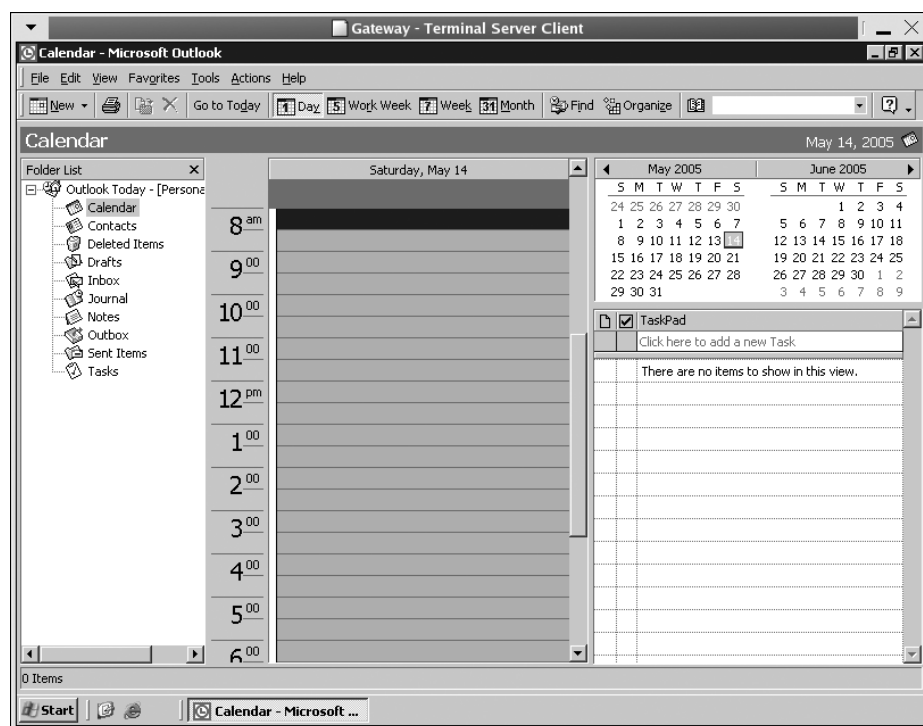 Gateway - Terminal Server Client
Calendar - Microsoft Outlook
File Edit View Favorites Tools Actions Help
New Go to Today 1 Day 5 Work Week 7 Week 31 Month Find Organize
Calendar May 14, 2005
Folder List
Outlook Today - [Persona
Calendar
Contacts
Deleted Items
Drafts
Inbox
Journal
Notes
Outbox
Sent Items
Tasks
Saturday, May 14
8 am
9 00
10 00
11 00
12 pm
1 00
2 00
3 00
4 00
5 00
6 00
May 2005
S M T W T F S
24 25 26 27 28 29 30
1 2 3 4 5 6 7
8 9 10 11 12 13 14
15 16 17 18 19 20 21
22 23 24 25 26 27 28
29 30 31
June 2005
S M T W T F S
1 2 3 4
5 6 7 8 9 10 11
12 13 14 15 16 17 18
19 20 21 22 23 24 25
26 27 28 29 30 1 2
3 4 5 6 7 8 9
TaskPad
Click here to add a new Task
There are no items to show in this view.
0 Items
Start Calendar - Microsoft ...